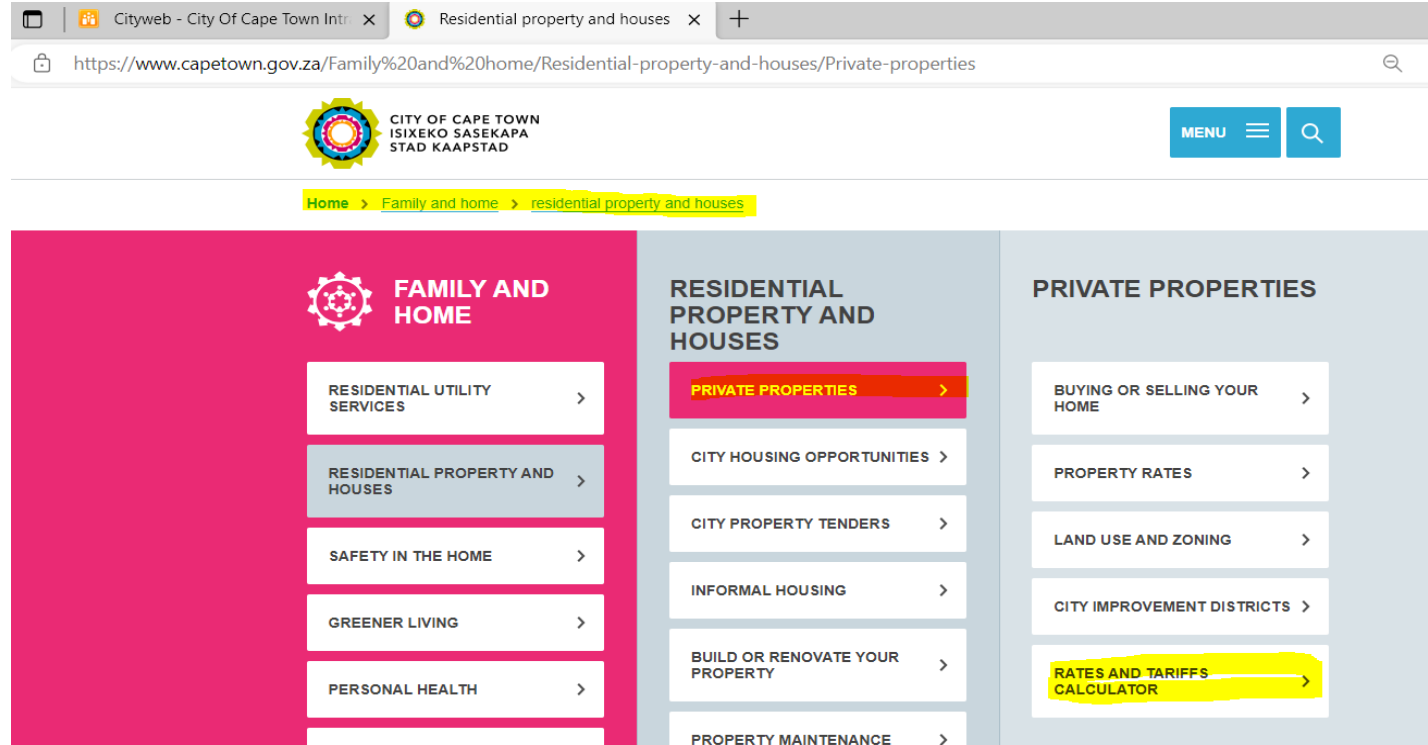 Cityweb - City Of Cape Town Intr
Residential property and houses
https://www.capetown.gov.za/Family%20and%20home/Residential-property-and-houses/Private-properties
CITY OF CAPE TOWN
ISIXEKO SASEKAPA
STAD KAAPSTAD
MENU
Home > Family and home > residential property and houses
FAMILY AND
HOME
RESIDENTIAL UTILITY
SERVICES
RESIDENTIAL PROPERTY AND
HOUSES
SAFETY IN THE HOME
GREENER LIVING
PERSONAL HEALTH
RESIDENTIAL
PROPERTY AND
HOUSES
PRIVATE PROPERTIES
CITY HOUSING OPPORTUNITIES
CITY PROPERTY TENDERS
INFORMAL HOUSING
BUILD OR RENOVATE YOUR
PROPERTY
PROPERTY MAINTENANCE
PRIVATE PROPERTIES
BUYING OR SELLING YOUR
HOME
PROPERTY RATES
LAND USE AND ZONING
CITY IMPROVEMENT DISTRICTS
RATES AND TARIFFS
CALCULATOR